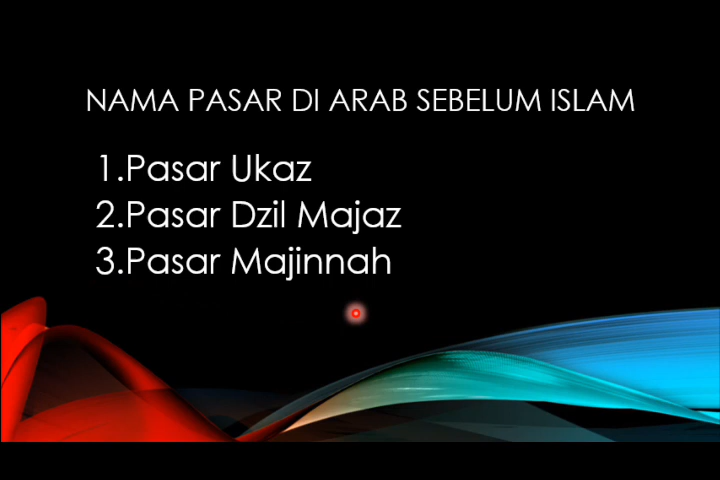 NAMA PASAR DI ARAB SEBELUM ISLAM
1.Pasar Ukaz
2.Pasar Dzil Majaz
3.Pasar Majinnah